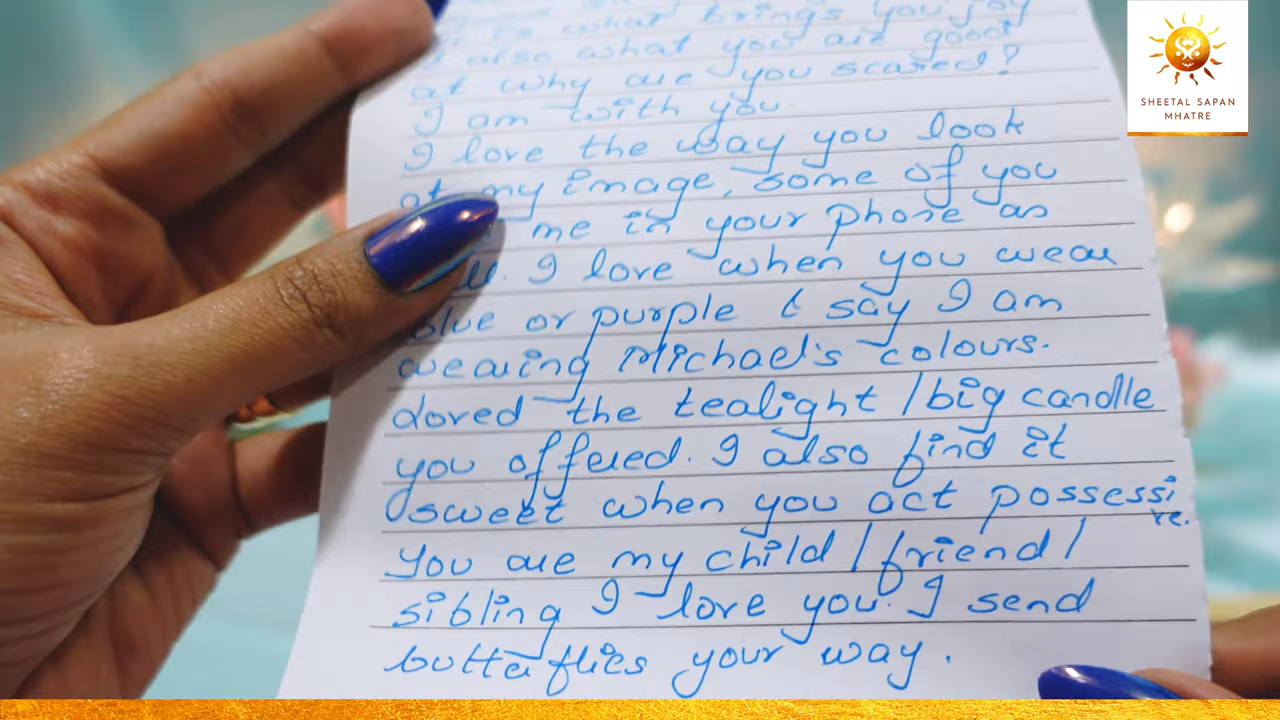 is what brings you joy
is also what you are good
at why are you scared?
I am with you.
I love the way you look
at my image, some of you
me in your phone as
I love when you wear
blue or purple & say I am
wearing Michael's colours.
loved the tealight / big candle
you offered. I also find it
sweet when you act possessive.
You are my child / friend /
sibling I love you. I send
butterflies your way.
SHEETAL SAPAN
MHATRE